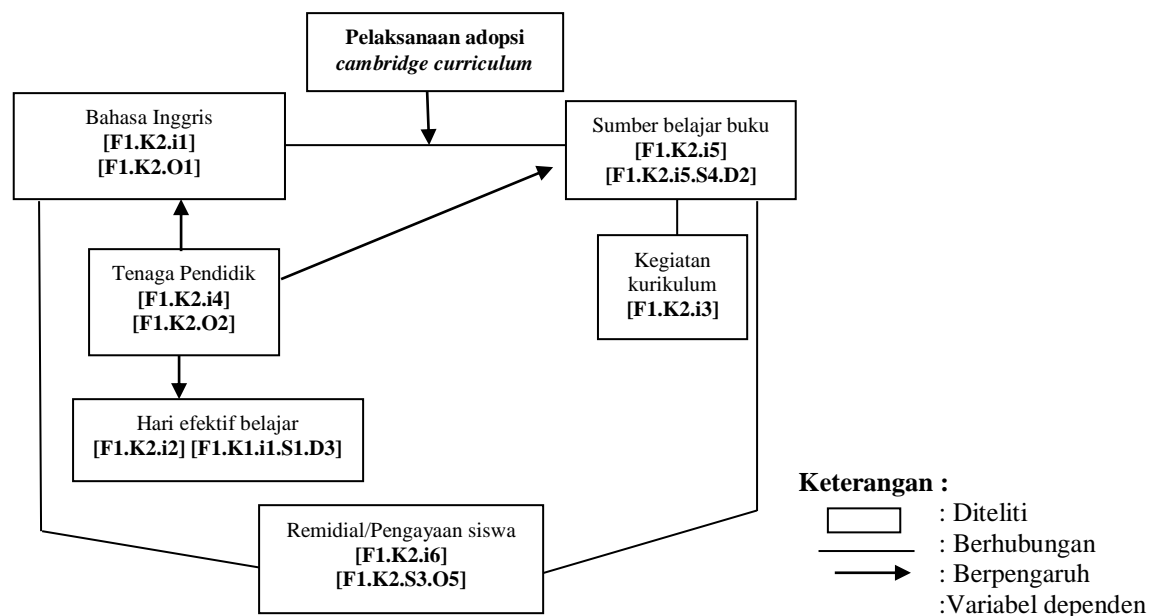 Pelaksanaan adopsi
cambridge curriculum
Bahasa Inggris
[F1.K2.i1]
[F1.K2.O1]
Sumber belajar buku
[F1.K2.i5]
[F1.K2.i5.S4.D2]
Tenaga Pendidik
[F1.K2.i4]
[F1.K2.O2]
Kegiatan
kurikulum
[F1.K2.i3]
Hari efektif belajar
[F1.K2.i2] [F1.K1.i1.S1.D3]
Remidial/Pengayaan siswa
[F1.K2.i6]
[F1.K2.S3.O5]
Keterangan :
: Diteliti
: Berhubungan
: Berpengaruh
:Variabel dependen